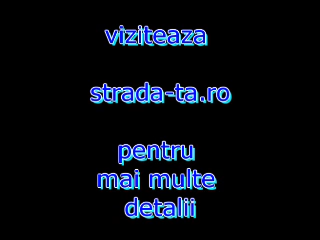 viziteaza
strada-ta.ro
pentru
mai multe
detalii